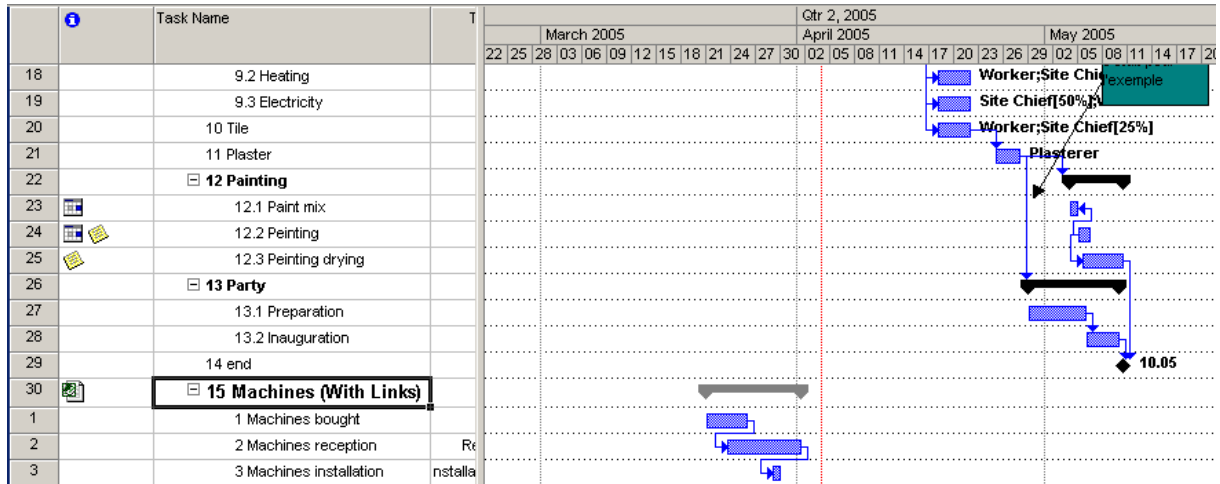 Task Name T Qtr 2, 2005
March 2005 April 2005 May 2005
22 25 28 03 06 09 12 15 18 21 24 27 30 02 05 08 11 14 17 20 23 26 29 02 05 08 11 14 17 20
18 9.2 Heating Worker;Site Chie
l'exemple
19 9.3 Electricity Site Chief[50%];
20 10 Tile Worker;Site Chief[25%]
21 11 Plaster Plasterer
22 12 Painting
23 12.1 Paint mix
24 12.2 Peinting
25 12.3 Peinting drying
26 13 Party
27 13.1 Preparation
28 13.2 Inauguration
29 14 end 10.05
30 15 Machines (With Links)
1 1 Machines bought
2 2 Machines reception Re
3 3 Machines installation nstalla